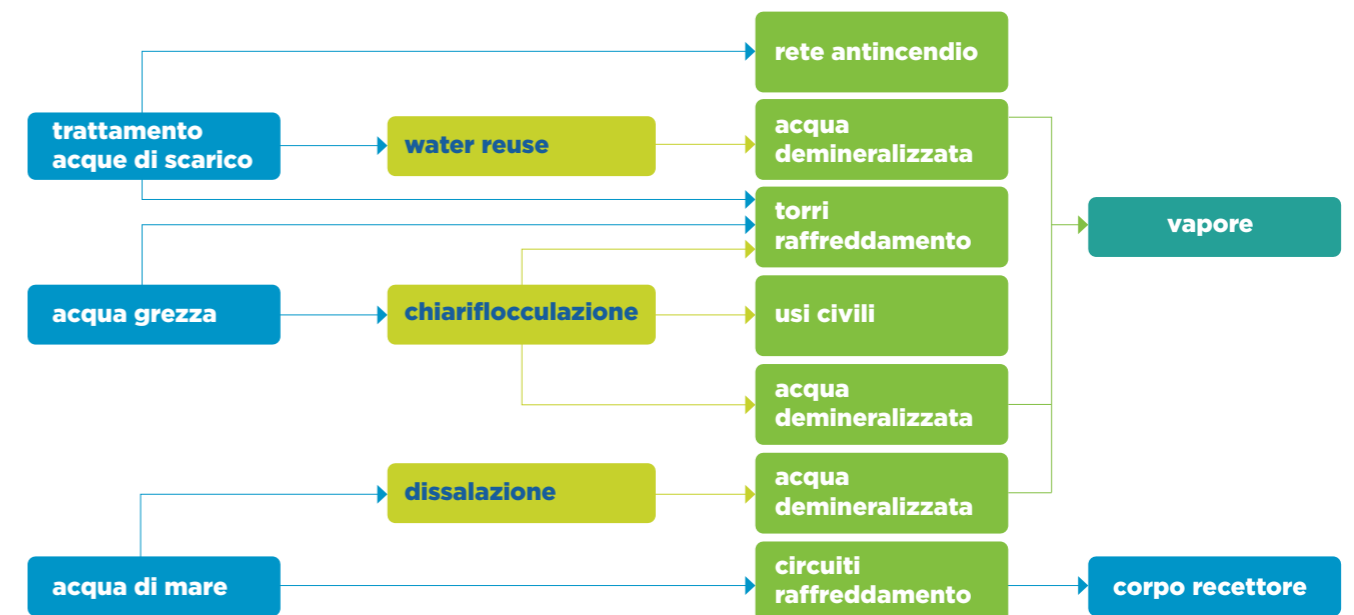 rete antincendio
trattamento
acque di scarico
water reuse
acqua
demineralizzata
torri
raffreddamento
vapore
acqua grezza
chiariflocculazione
usi civili
acqua
demineralizzata
dissalazione
acqua
demineralizzata
acqua di mare
circuiti
raffreddamento
corpo recettore